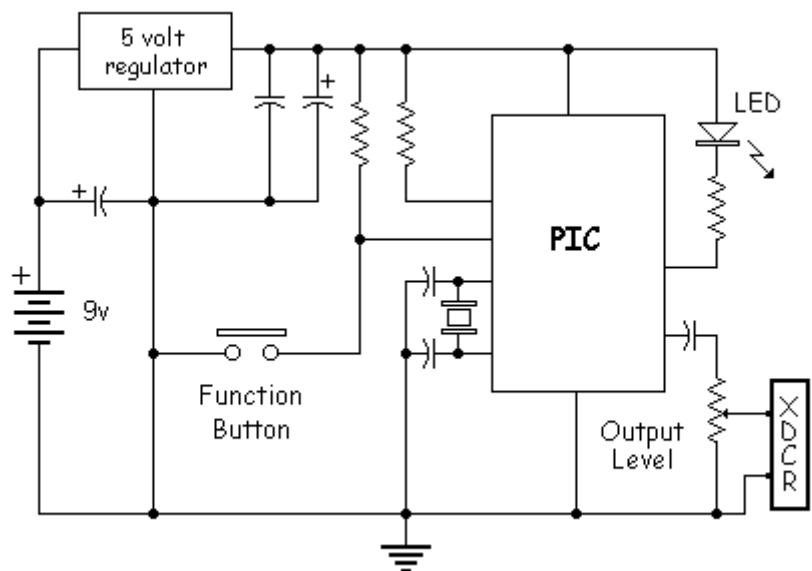 5 volt
regulator
+
+
+
9v
LED
PIC
Function
Button
Output
Level
X
D
C
R